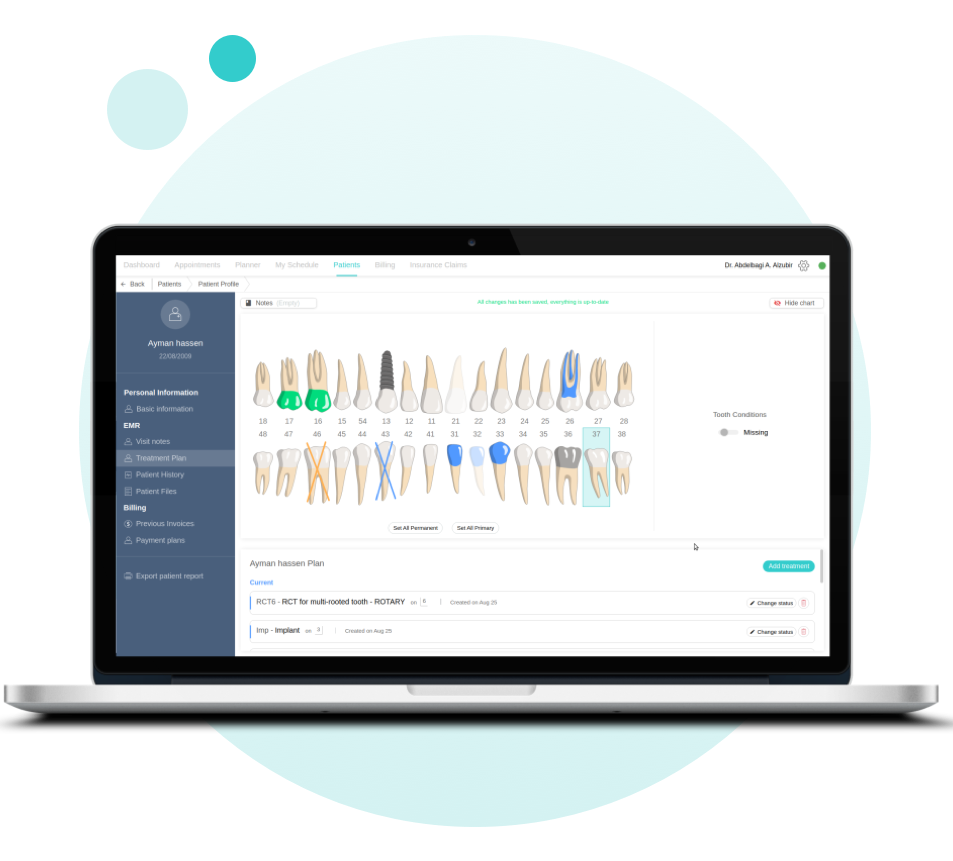 Dashboard Appointments Planner My Schedule Patients Billing Insurance Claims Dr. Abdelbagi A. Alzubir
Back Patients Patient Profile
Notes (Empty) All changes has been saved, everything is up-to-date Hide chart
Ayman hassen
22/08/2009
Personal Information
Basic information
EMR
Visit notes
Treatment Plan
Patient History
Patient Files
Billing
Previous Invoices
Payment plans
Export patient report
18 17 16 15 54 13 12 11 21 22 23 24 25 26 27 28
48 47 46 45 44 43 42 41 31 32 33 34 35 36 37 38
Tooth Conditions
Missing
Set All Permanent Set All Primary
Ayman hassen Plan Add treatment
Current
RCT6 - RCT for multi-rooted tooth - ROTARY on 6 Created on Aug 25 Change status
Imp - Implant on 3 Created on Aug 25 Change status